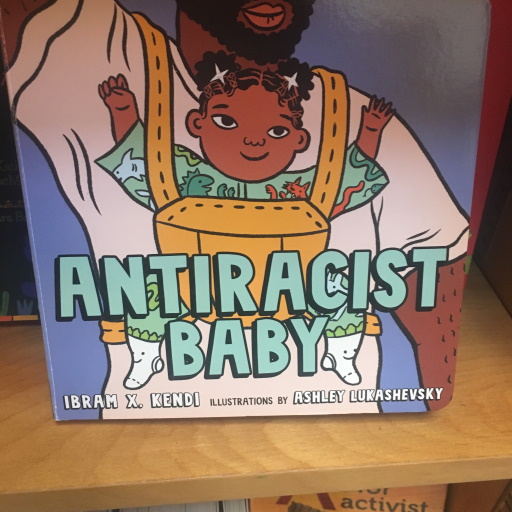 ANTIRACIST
BABY
IBRAM X. KENDI ILLUSTRATIONS BY ASHLEY LUKASHEVSKY
activist